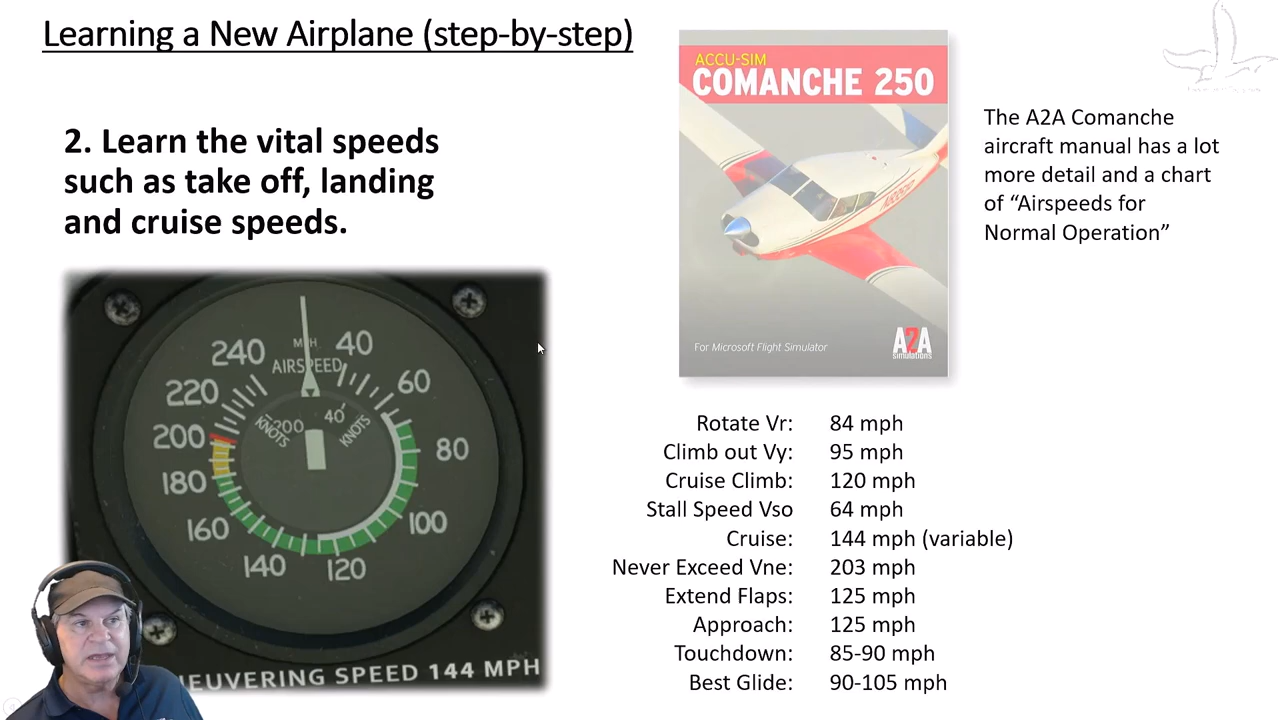 Learning a New Airplane (step-by-step)
2. Learn the vital speeds
such as take off, landing
and cruise speeds.
ACCU-SIM
COMANCHE 250
For Microsoft Flight Simulator
A2A
simulations
The A2A Comanche
aircraft manual has a lot
more detail and a chart
of “Airspeeds for
Normal Operation”
MPH
AIRSPEED
40
60
80
100
120
140
160
180
200
220
240
KNOTS
200
40
KNOTS
MANEUVERING SPEED 144 MPH
Rotate Vr: 84 mph
Climb out Vy: 95 mph
Cruise Climb: 120 mph
Stall Speed Vso 64 mph
Cruise: 144 mph (variable)
Never Exceed Vne: 203 mph
Extend Flaps: 125 mph
Approach: 125 mph
Touchdown: 85-90 mph
Best Glide: 90-105 mph